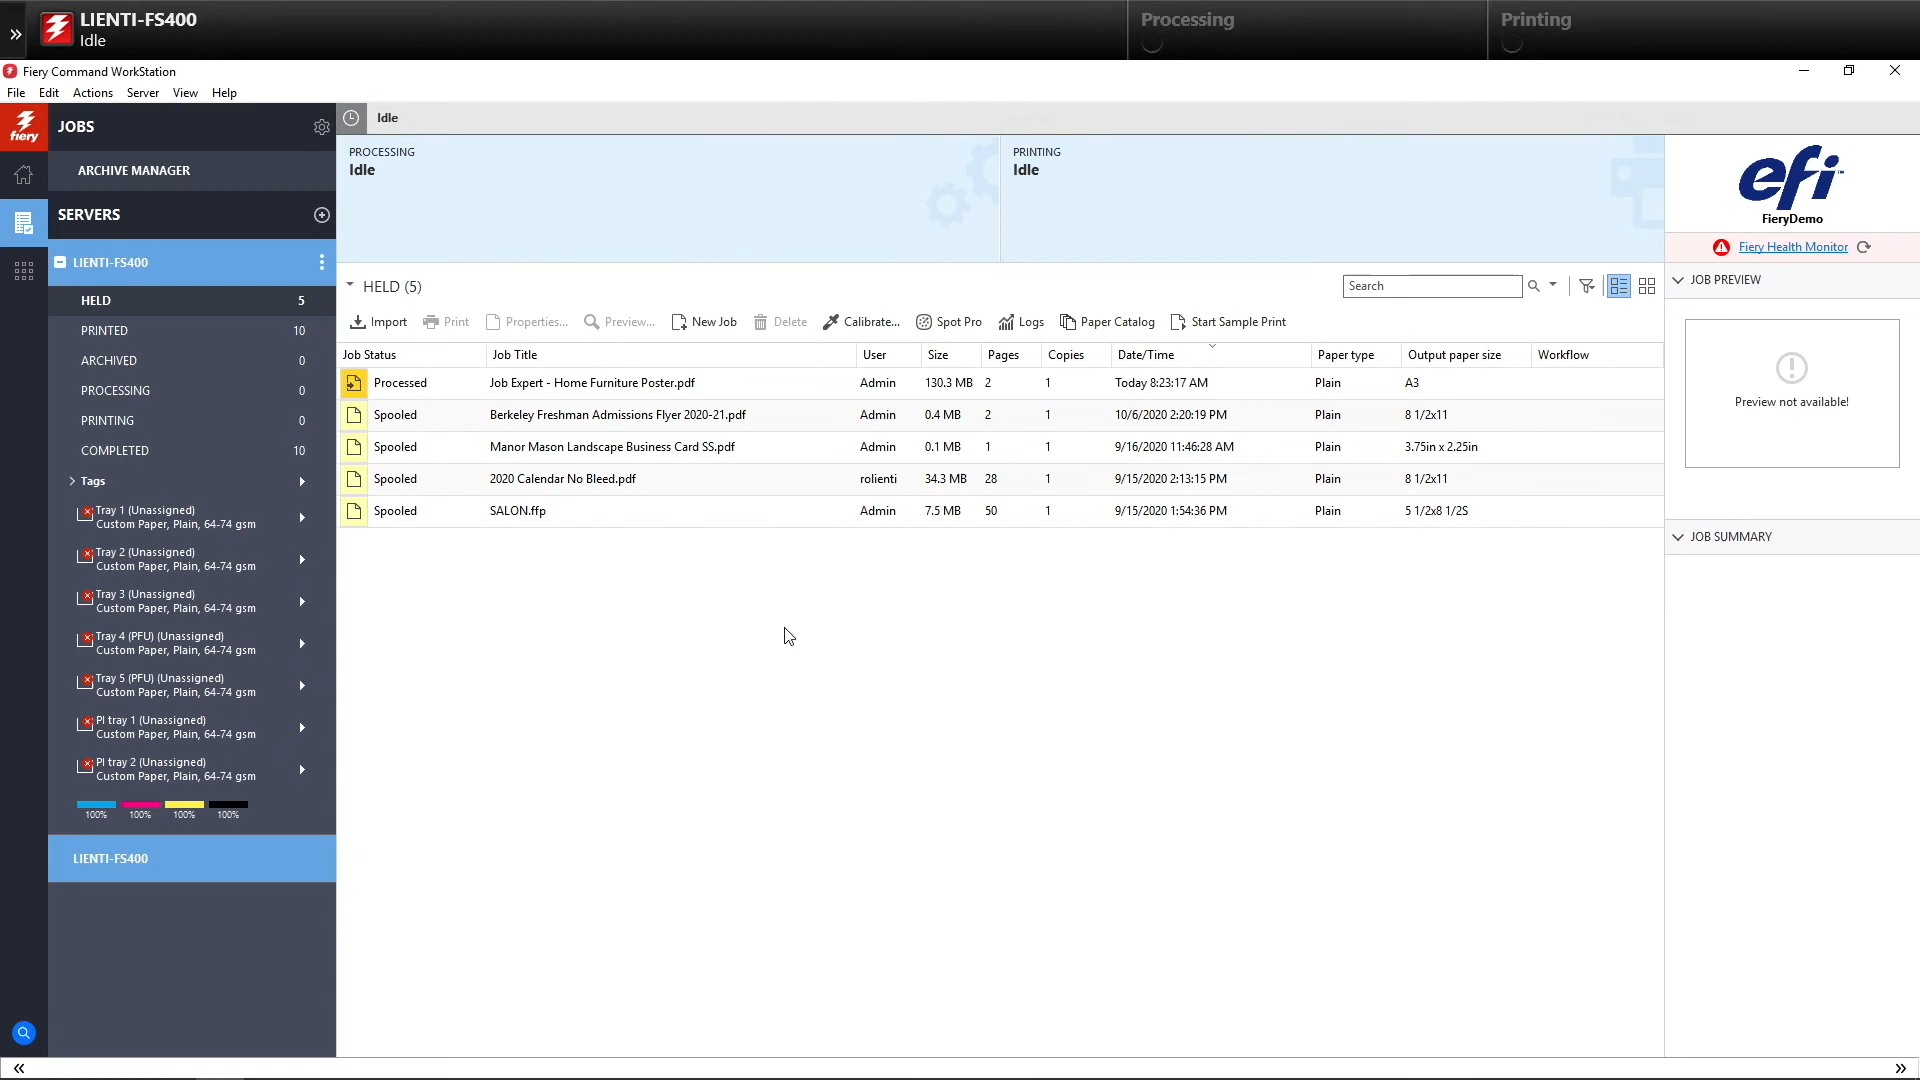 LIENTI-FS400
Idle
Processing
Printing
Fiery Command WorkStation
File Edit Actions Server View Help
fiery
JOBS
Idle
ARCHIVE MANAGER
SERVERS
LIENTI-FS400
HELD 5
PRINTED 10
ARCHIVED 0
PROCESSING 0
PRINTING 0
COMPLETED 10
Tags
Tray 1 (Unassigned)
Custom Paper, Plain, 64-74 gsm
Tray 2 (Unassigned)
Custom Paper, Plain, 64-74 gsm
Tray 3 (Unassigned)
Custom Paper, Plain, 64-74 gsm
Tray 4 (PFU) (Unassigned)
Custom Paper, Plain, 64-74 gsm
Tray 5 (PFU) (Unassigned)
Custom Paper, Plain, 64-74 gsm
PI tray 1 (Unassigned)
Custom Paper, Plain, 64-74 gsm
PI tray 2 (Unassigned)
Custom Paper, Plain, 64-74 gsm
100% 100% 100% 100%
LIENTI-FS400
PROCESSING
Idle
PRINTING
Idle
HELD (5)
Search
Import Print Properties... Preview... New Job Delete Calibrate... Spot Pro Logs Paper Catalog Start Sample Print
Job Status Job Title User Size Pages Copies Date/Time Paper type Output paper size Workflow
Processed Job Expert - Home Furniture Poster.pdf Admin 130.3 MB 2 1 Today 8:23:17 AM Plain A3
Spooled Berkeley Freshman Admissions Flyer 2020-21.pdf Admin 0.4 MB 2 1 10/6/2020 2:20:19 PM Plain 8 1/2x11
Spooled Manor Mason Landscape Business Card SS.pdf Admin 0.1 MB 1 1 9/16/2020 11:46:28 AM Plain 3.75in x 2.25in
Spooled 2020 Calendar No Bleed.pdf rolienti 34.3 MB 28 1 9/15/2020 2:13:15 PM Plain 8 1/2x11
Spooled SALON.ffp Admin 7.5 MB 50 1 9/15/2020 1:54:36 PM Plain 5 1/2x8 1/2S
efi™
FieryDemo
Fiery Health Monitor
JOB PREVIEW
Preview not available!
JOB SUMMARY